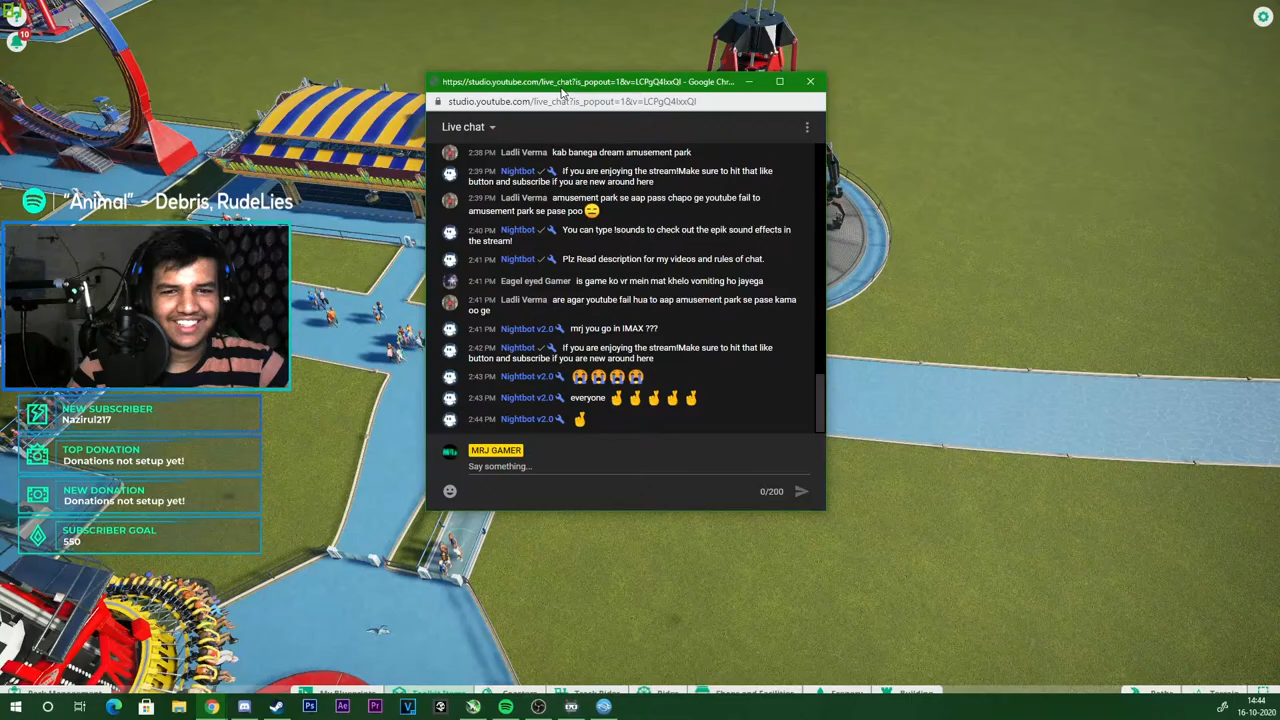 10
https://studio.youtube.com/live_chat?is_popout=1&v=LCPgQ4IxxQI - Google Chr...
studio.youtube.com/live_chat?is_popout=1&v=LCPgQ4IxxQI
Live chat
2:38 PM Ladli Verma kab banega dream amusement park
2:39 PM Nightbot If you are enjoying the stream!Make sure to hit that like
button and subscribe if you are new around here
2:39 PM Ladli Verma amusement park se aap pass chapo ge youtube fail to
amusement park se pase poo
2:40 PM Nightbot You can type !sounds to check out the epik sound effects in
the stream!
2:41 PM Nightbot Plz Read description for my videos and rules of chat.
2:41 PM Eagel eyed Gamer is game ko vr mein mat khelo vomiting ho jayega
2:41 PM Ladli Verma are agar youtube fail hua to aap amusement park se pase kama
oo ge
2:41 PM Nightbot v2.0 mrj you go in IMAX ???
2:42 PM Nightbot If you are enjoying the stream!Make sure to hit that like
button and subscribe if you are new around here
2:43 PM Nightbot v2.0 😭😭😭😭
2:43 PM Nightbot v2.0 everyone 🤞🤞🤞🤞🤞
2:44 PM Nightbot v2.0 🤞
MRJ GAMER
Say something...
0/200
"Animal" - Debris, RudeLies
NEW SUBSCRIBER
Nazirul217
TOP DONATION
Donations not setup yet!
NEW DONATION
Donations not setup yet!
SUBSCRIBER GOAL
550
Ps
Ae
Pr
V
14:44
16-10-2020